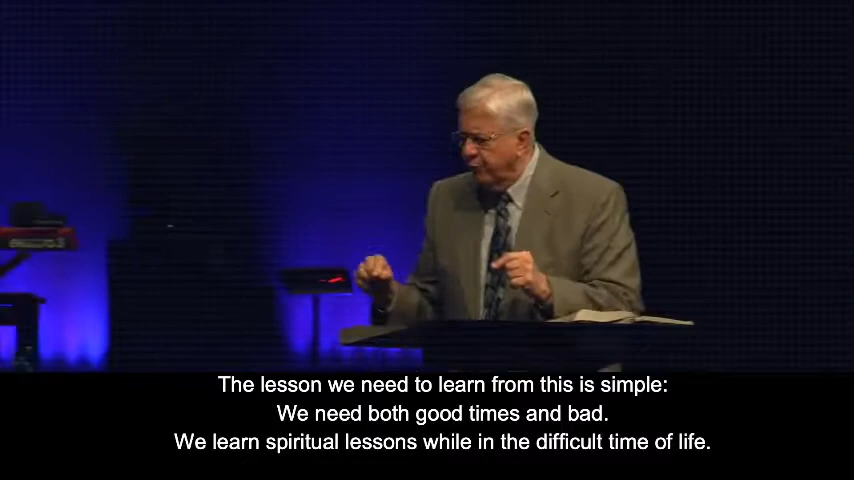 The lesson we need to learn from this is simple:
We need both good times and bad.
We learn spiritual lessons while in the difficult time of life.